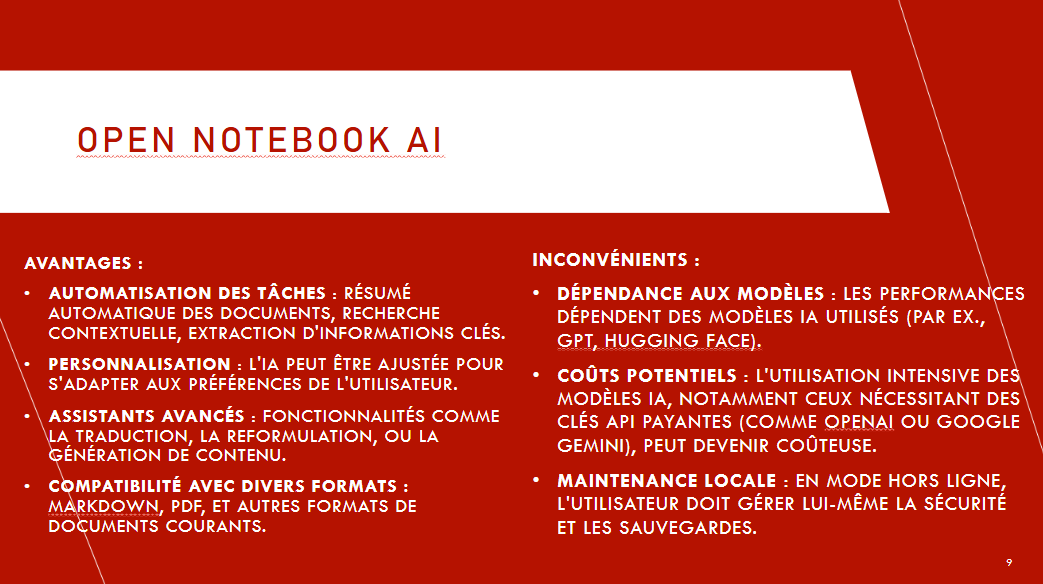 OPEN NOTEBOOK AI
AVANTAGES :
• AUTOMATISATION DES TÂCHES : RÉSUMÉ
AUTOMATIQUE DES DOCUMENTS, RECHERCHE
CONTEXTUELLE, EXTRACTION D'INFORMATIONS CLÉS.
• PERSONNALISATION : L'IA PEUT ÊTRE AJUSTÉE POUR
S'ADAPTER AUX PRÉFÉRENCES DE L'UTILISATEUR.
• ASSISTANTS AVANCÉS : FONCTIONNALITÉS COMME
LA TRADUCTION, LA REFORMULATION, OU LA
GÉNÉRATION DE CONTENU.
• COMPATIBILITÉ AVEC DIVERS FORMATS :
MARKDOWN, PDF, ET AUTRES FORMATS DE
DOCUMENTS COURANTS.
INCONVÉNIENTS :
• DÉPENDANCE AUX MODÈLES : LES PERFORMANCES
DÉPENDENT DES MODÈLES IA UTILISÉS (PAR EX.,
GPT, HUGGING FACE).
• COÛTS POTENTIELS : L'UTILISATION INTENSIVE DES
MODÈLES IA, NOTAMMENT CEUX NÉCESSITANT DES
CLÉS API PAYANTES (COMME OPENAI OU GOOGLE
GEMINI), PEUT DEVENIR COÛTEUSE.
• MAINTENANCE LOCALE : EN MODE HORS LIGNE,
L'UTILISATEUR DOIT GÉRER LUI-MÊME LA SÉCURITÉ
ET LES SAUVEGARDES.
9